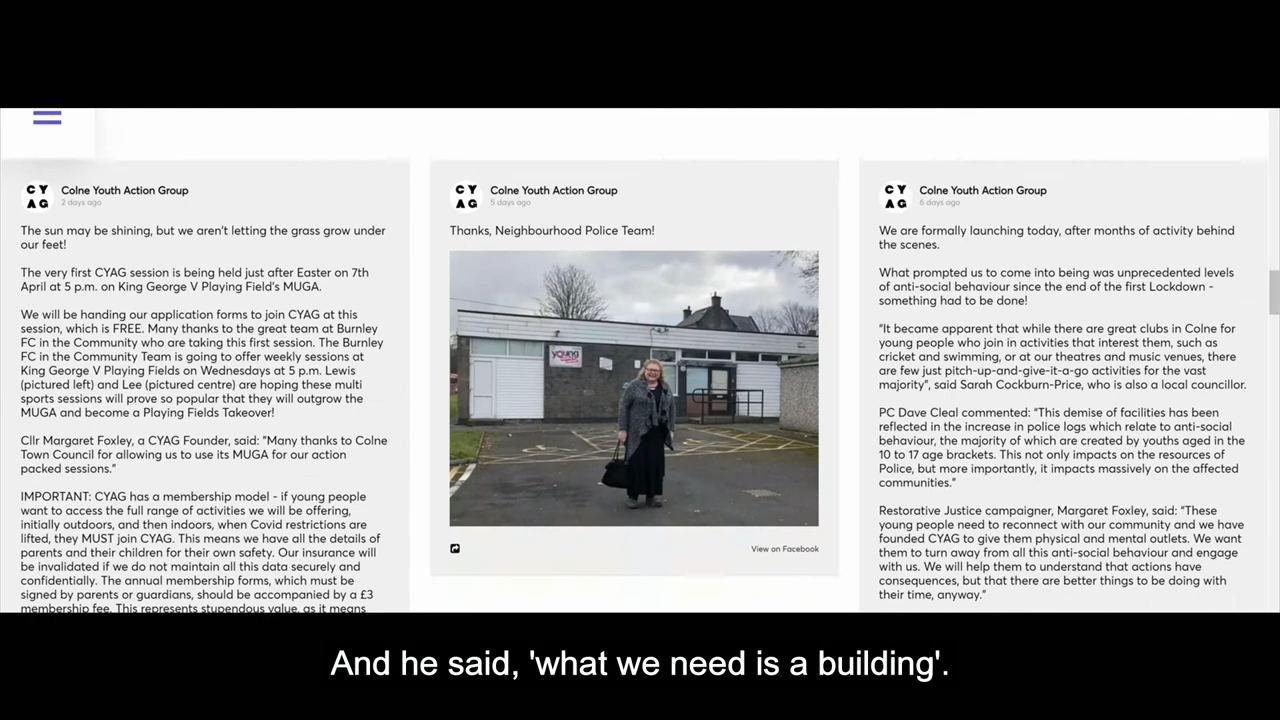 CY
AG
Colne Youth Action Group
2 days ago
The sun may be shining, but we aren't letting the grass grow under
our feet!
The very first CYAG session is being held just after Easter on 7th
April at 5 p.m. on King George V Playing Field's MUGA.
We will be handing our application forms to join CYAG at this
session, which is FREE. Many thanks to the great team at Burnley
FC in the Community who are taking this first session. The Burnley
FC in the Community Team is going to offer weekly sessions at
King George V Playing Fields on Wednesdays at 5 p.m. Lewis
(pictured left) and Lee (pictured centre) are hoping these multi
sports sessions will prove so popular that they will outgrow the
MUGA and become a Playing Fields Takeover!
Cllr Margaret Foxley, a CYAG Founder, said: "Many thanks to Colne
Town Council for allowing us to use its MUGA for our action
packed sessions."
IMPORTANT: CYAG has a membership model - if young people
want to access the full range of activities we will be offering,
initially outdoors, and then indoors, when Covid restrictions are
lifted, they MUST join CYAG. This means we have all the details of
parents and their children for their own safety. Our insurance will
be invalidated if we do not maintain all this data securely and
confidentially. The annual membership forms, which must be
signed by parents or guardians, should be accompanied by a £3
membership fee. This represents stupendous value, as it means
CY
AG
Colne Youth Action Group
5 days ago
Thanks, Neighbourhood Police Team!
young
View on Facebook
CY
AG
Colne Youth Action Group
6 days ago
We are formally launching today, after months of activity behind
the scenes.
What prompted us to come into being was unprecedented levels
of anti-social behaviour since the end of the first Lockdown -
something had to be done!
"It became apparent that while there are great clubs in Colne for
young people who join in activities that interest them, such as
cricket and swimming, or at our theatres and music venues, there
are few just pitch-up-and-give-it-a-go activities for the vast
majority", said Sarah Cockburn-Price, who is also a local councillor.
PC Dave Cleal commented: "This demise of facilities has been
reflected in the increase in police logs which relate to anti-social
behaviour, the majority of which are created by youths aged in the
10 to 17 age brackets. This not only impacts on the resources of
Police, but more importantly, it impacts massively on the affected
communities."
Restorative Justice campaigner, Margaret Foxley, said: "These
young people need to reconnect with our community and we have
founded CYAG to give them physical and mental outlets. We want
them to turn away from all this anti-social behaviour and engage
with us. We will help them to understand that actions have
consequences, but that there are better things to be doing with
their time, anyway."
And he said, 'what we need is a building'.